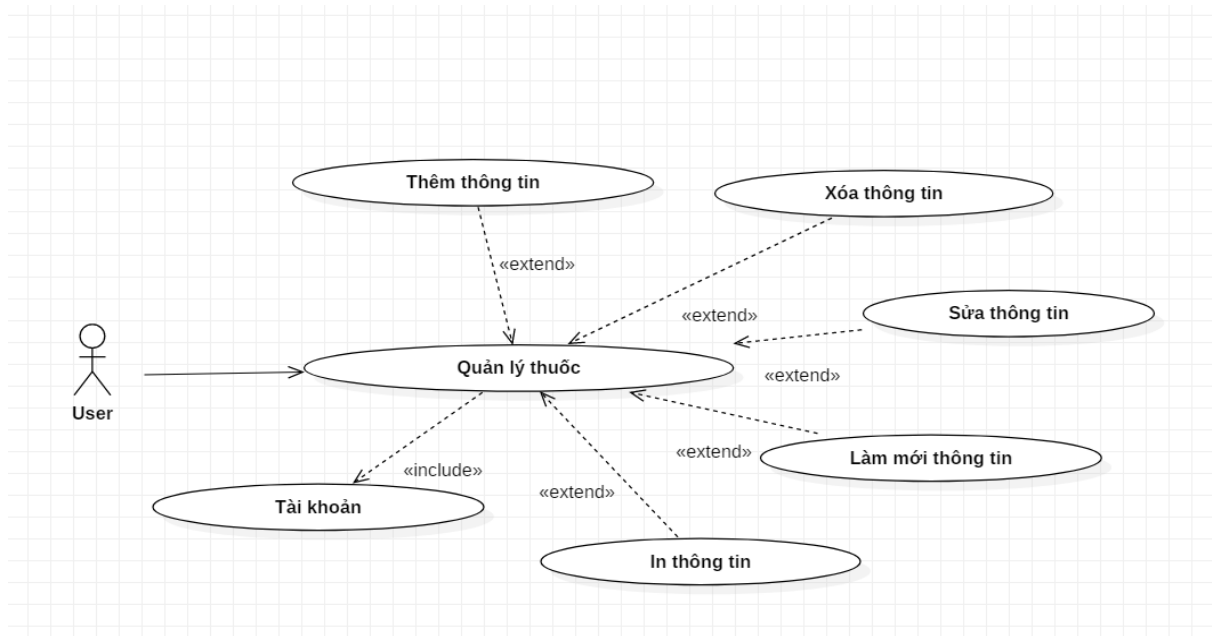 Thêm thông tin
Xóa thông tin
«extend»
«extend»
Sửa thông tin
Quản lý thuốc
«extend»
User
«extend»
Làm mới thông tin
«include»
«extend»
Tài khoản
In thông tin